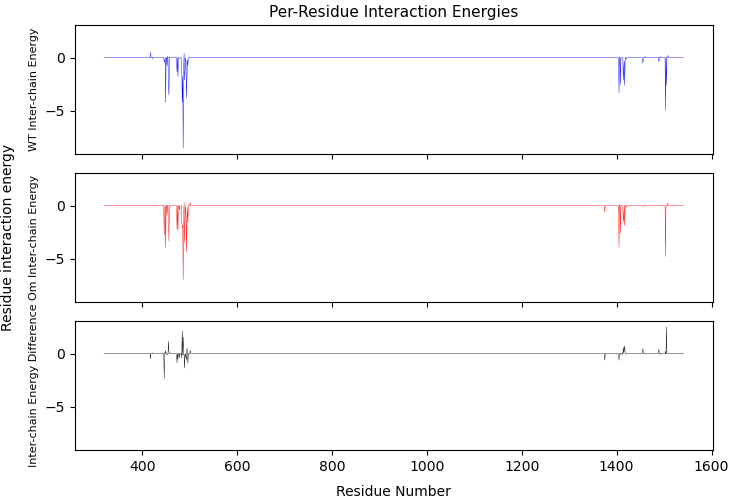 Per-Residue Interaction Energies
Residue interaction energy
WT Inter-chain Energy
0
−5
Om Inter-chain Energy
0
−5
Inter-chain Energy Difference
0
−5
400
600
800
1000
1200
1400
1600
Residue Number